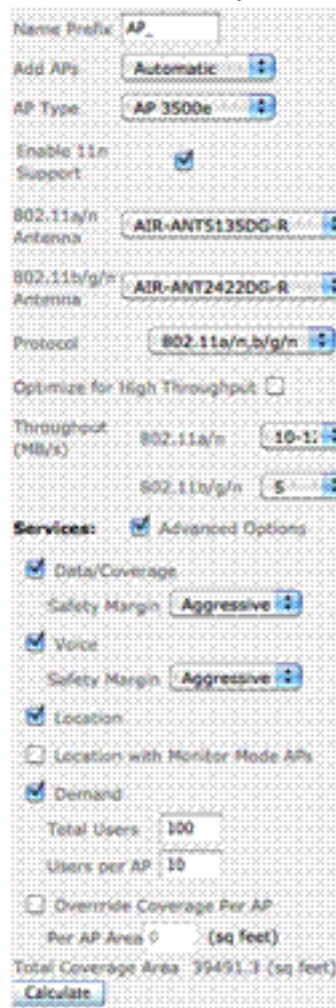 Name Prefix AP_
Add APs Automatic
AP Type AP 3500e
Enable 11n
Support
802.11a/n
Antenna AIR-ANT5135DG-R
802.11b/g/n
Antenna AIR-ANT2422DG-R
Protocol 802.11a/n,b/g/n
Optimize for High Throughput
Throughput
(MB/s) 802.11a/n 10-12
802.11b/g/n 5
Services: Advanced Options
Data/Coverage
Safety Margin Aggressive
Voice
Safety Margin Aggressive
Location
Location with Monitor Mode APs
Demand
Total Users 100
Users per AP 10
Override Coverage Per AP
Per AP Area 0 (sq feet)
Total Coverage Area 39491.3 (sq feet)
Calculate